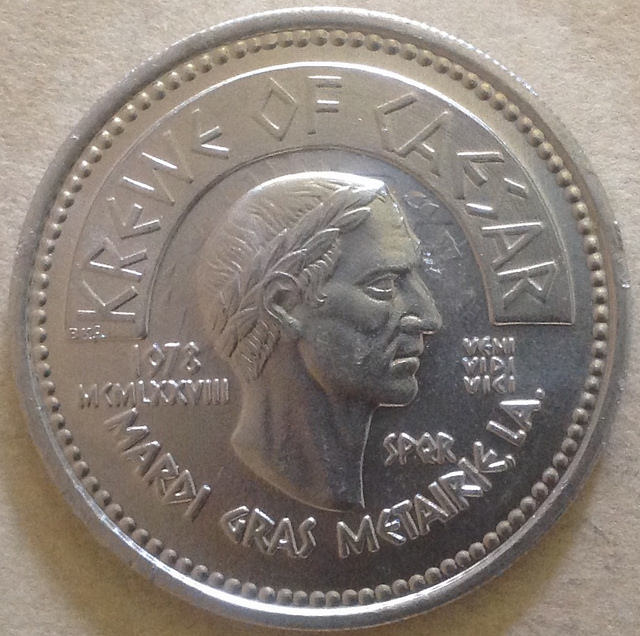 KREWE OF CAESAR
1978
MCMLXXVIII
VENI
VIDI
VICI
SPQR
MARDI GRAS METAIRIE, LA.